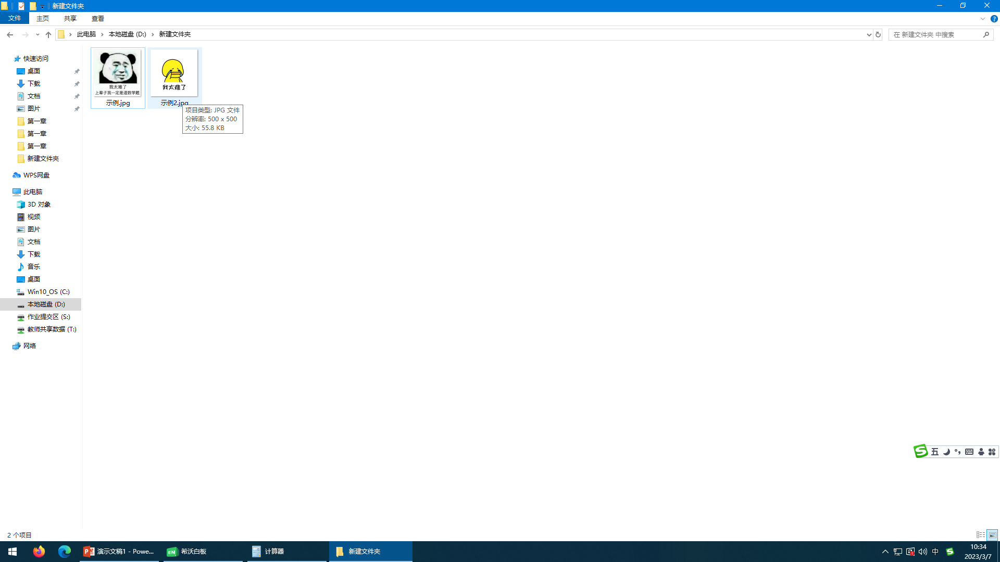 新建文件夹
文件 主页 共享 查看
此电脑 本地磁盘 (D:) 新建文件夹
在 新建文件夹 中搜索
快速访问
桌面
下载
文档
图片
第一章
第一章
第一章
新建文件夹
WPS网盘
此电脑
3D 对象
视频
图片
文档
下载
音乐
桌面
Win10_OS (C:)
本地磁盘 (D:)
作业提交区 (S:)
教师共享数据 (T:)
网络
我太难了
上辈子我一定是道数学题
示例.jpg
我太难了
示例2.jpg
项目类型: JPG 文件
分辨率: 500 x 500
大小: 55.8 KB
五
2 个项目
演示文稿1 - Powe...
EN 希沃白板
计算器
新建文件夹
中
10:34
2023/3/7